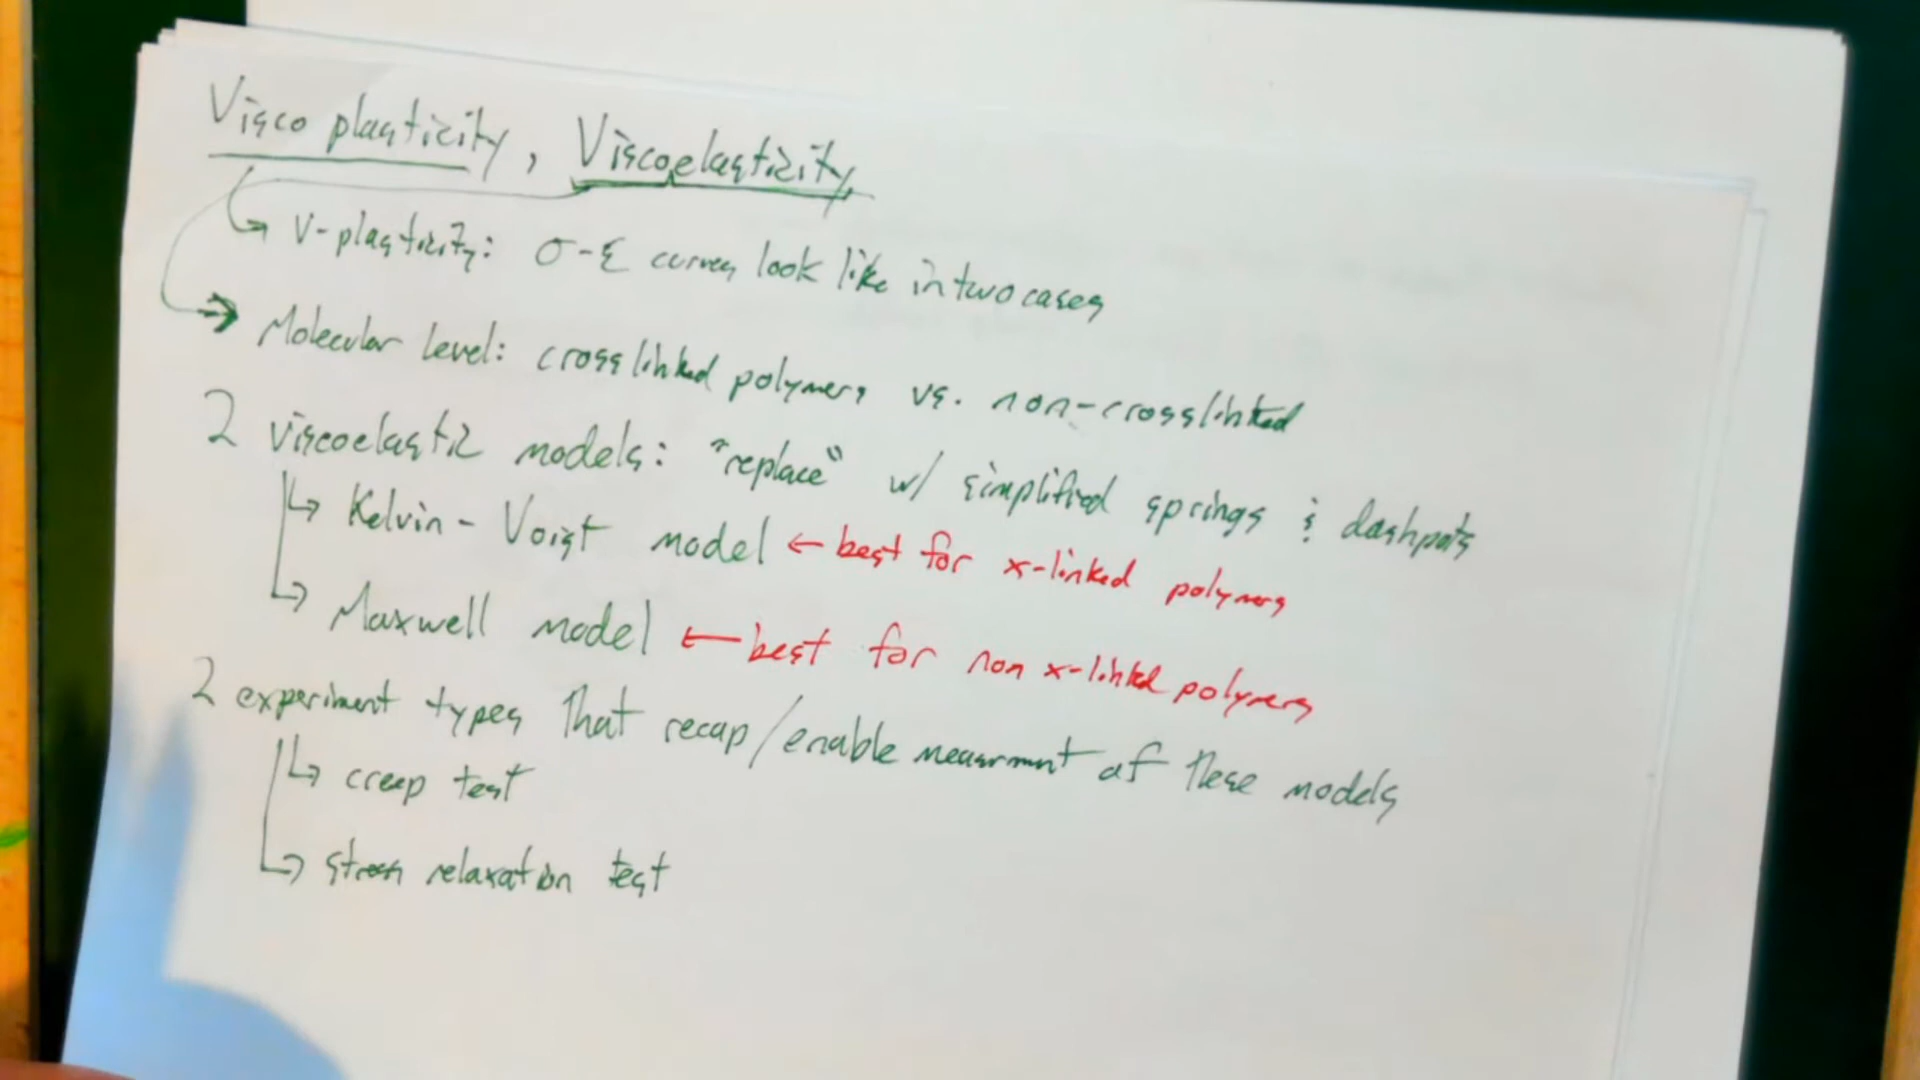 Visco plasticity, Viscoelasticity
↳ V-plasticity: σ-ε curves look like in two cases
→ Molecular level: crosslinked polymers vs. non-crosslinked
2 viscoelastic models: "replace" w/ simplified springs & dashpots
↳ Kelvin-Voigt model ← best for x-linked polymers
↳ Maxwell model ← best for non x-linked polymers
2 experiment types that recap/enable measurment of these models
↳ creep test
↳ stress relaxation test